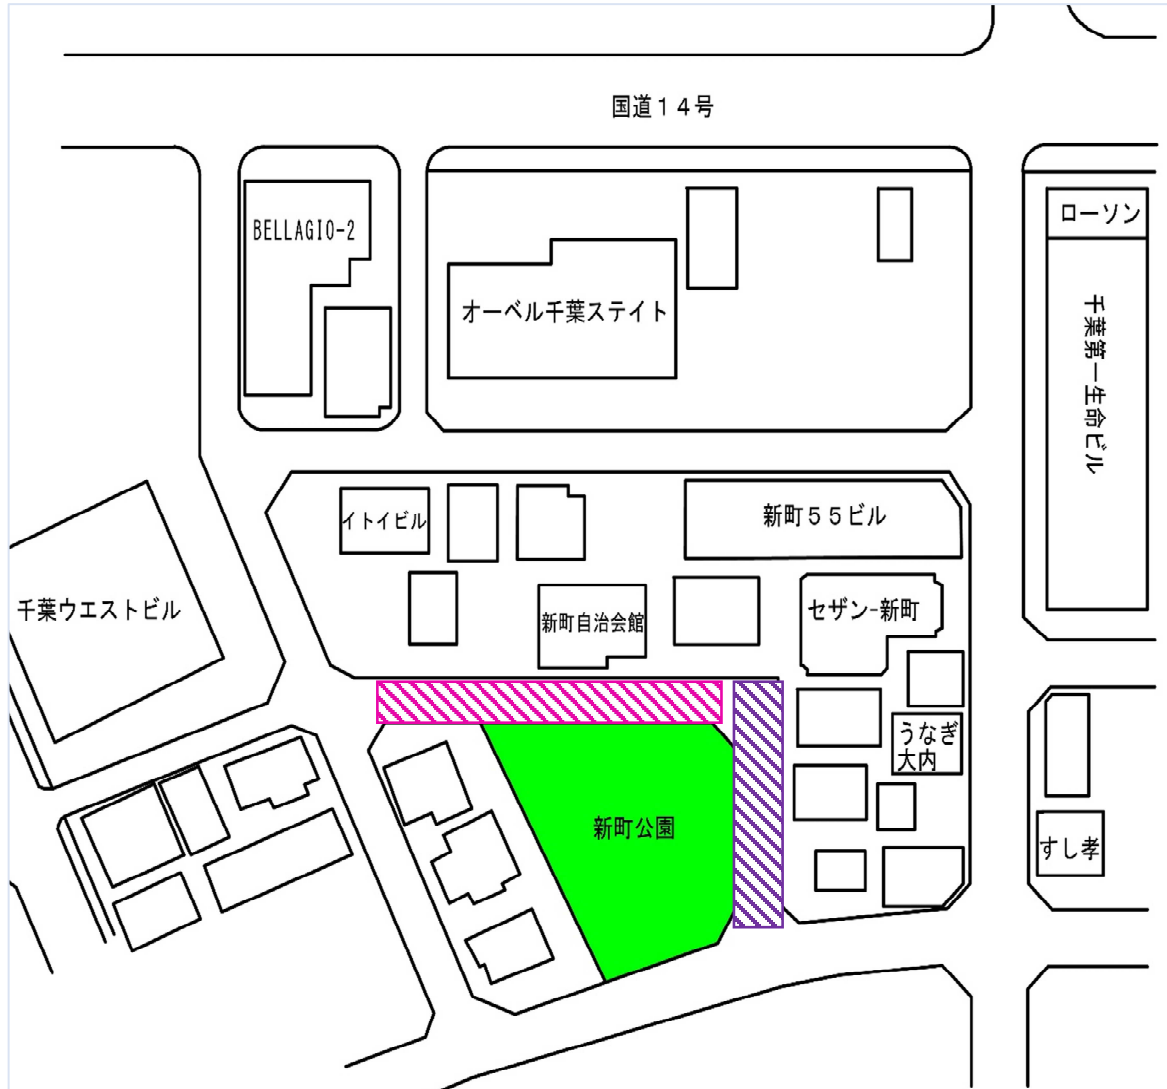 国道１４号
BELLAGIO-2
オーベル千葉ステイト
ローソン
千葉第一生命ビル
イトイビル
新町５５ビル
千葉ウエストビル
新町自治会館
セザン-新町
うなぎ
大内
新町公園
すし孝